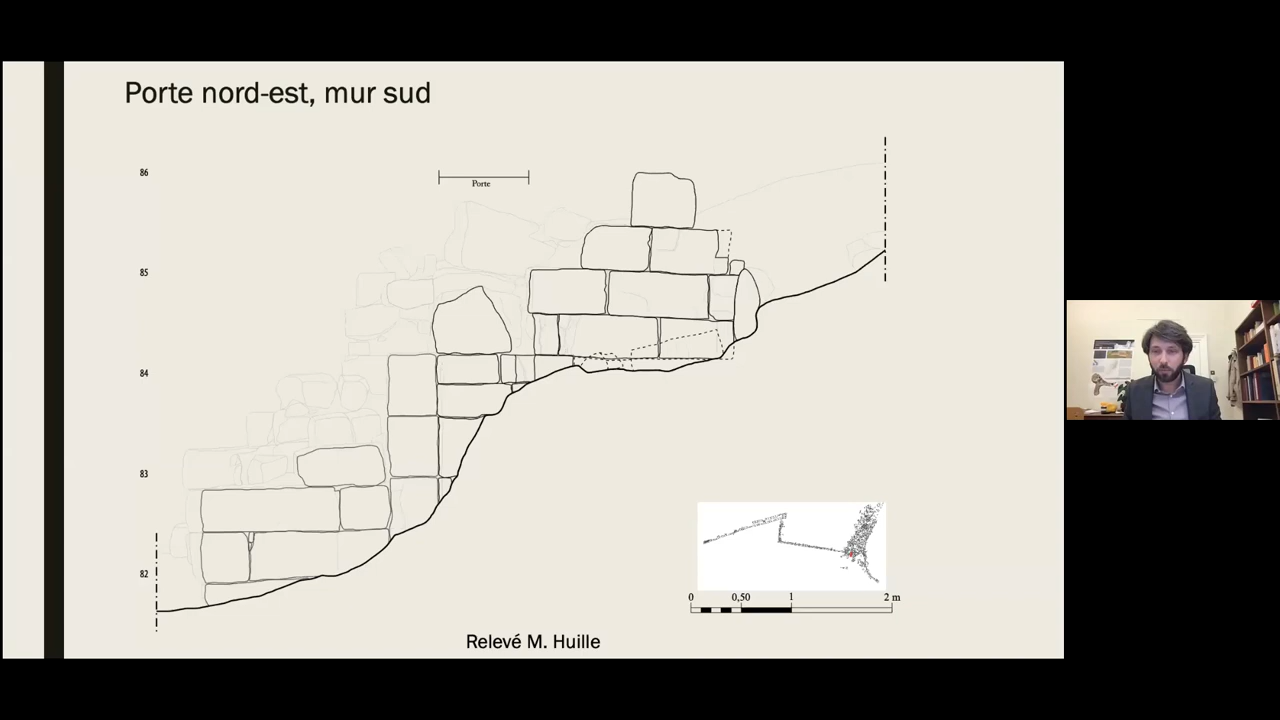 Porte nord-est, mur sud
86
Porte
85
84
83
82
0 0,50 1 2 m
Relevé M. Huille